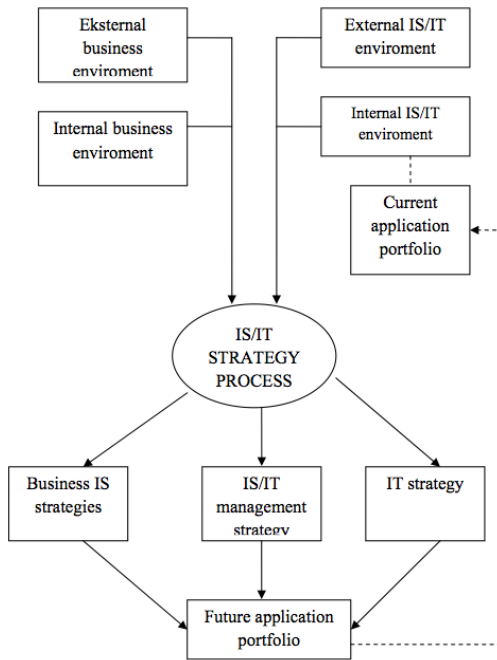 Eksternal
business
enviroment
External IS/IT
enviroment
Internal business
enviroment
Internal IS/IT
enviroment
Current
application
portfolio
IS/IT
STRATEGY
PROCESS
Business IS
strategies
IS/IT
management
strategy
IT strategy
Future application
portfolio